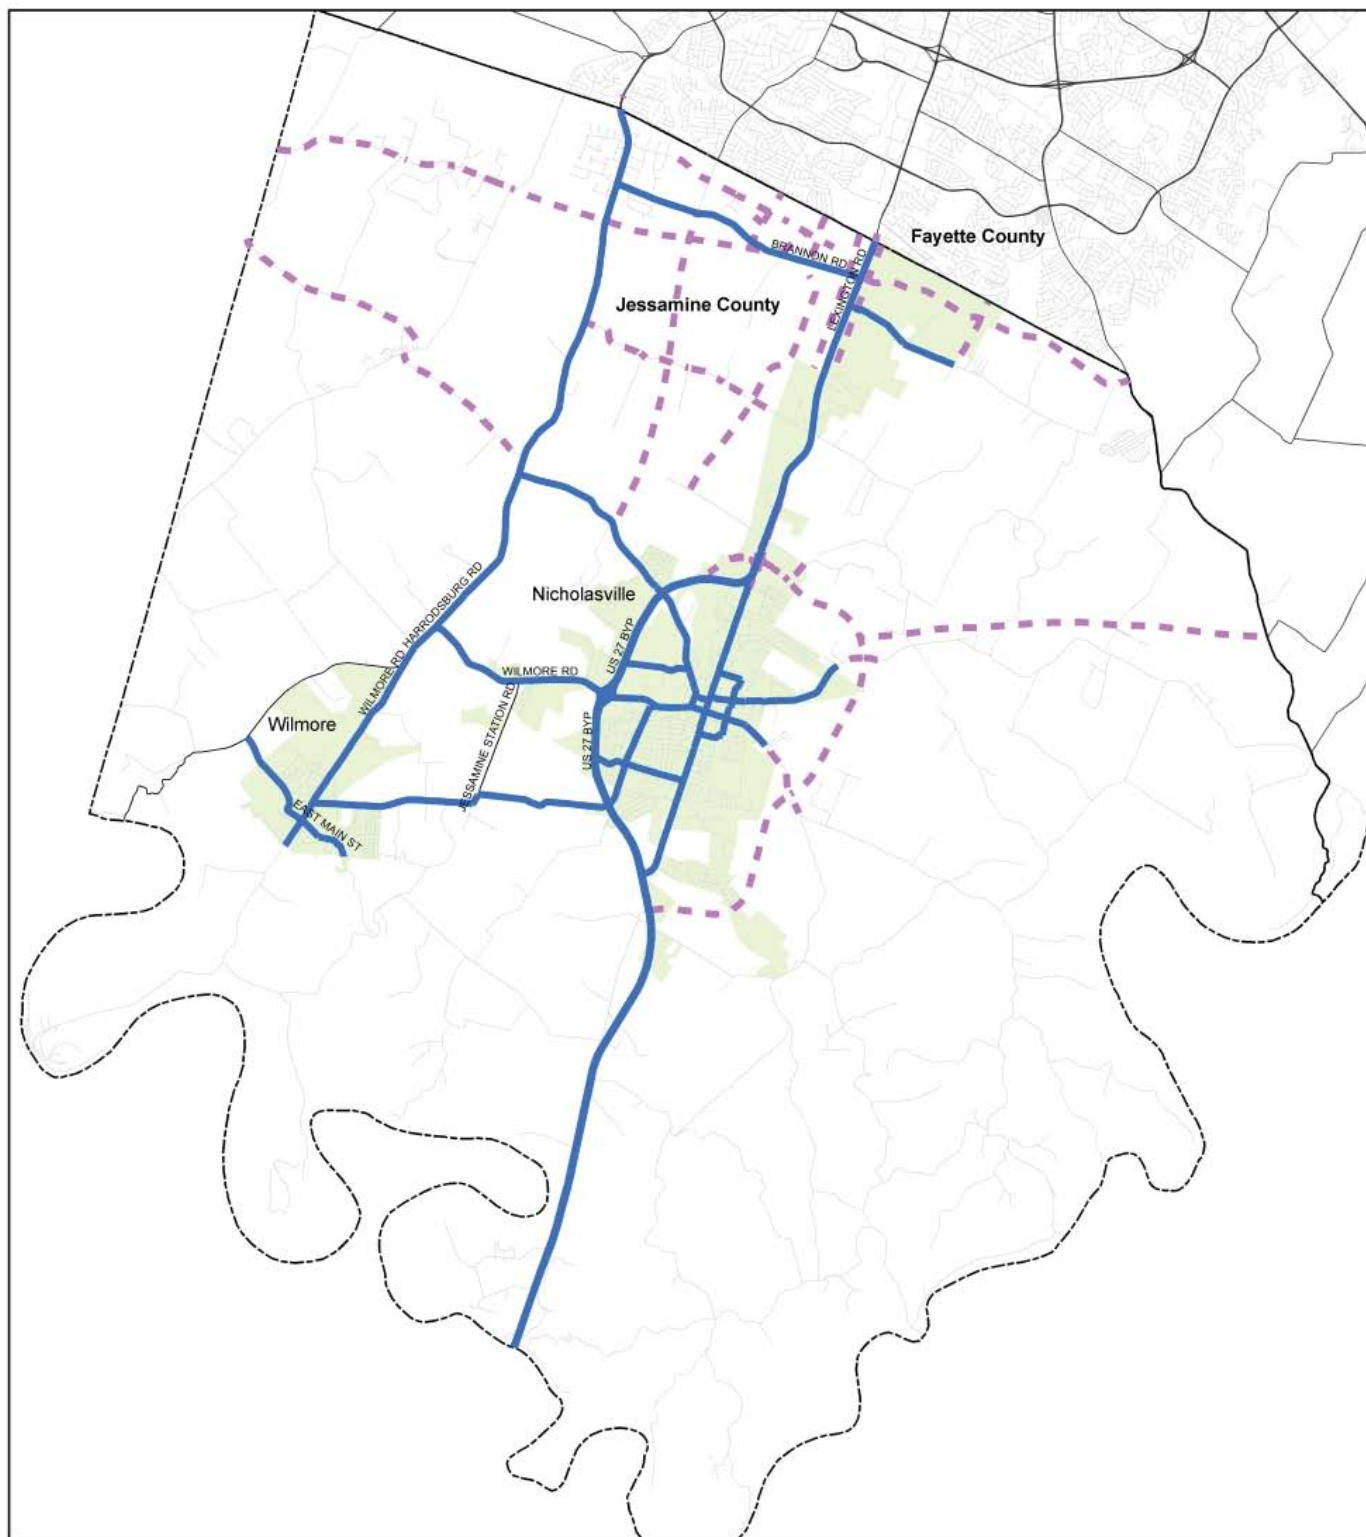 Fayette County
BRANNON RD
LEXINGTON RD
Jessamine County
HARRODSBURG RD
Nicholasville
US 27 BYP
WILMORE RD
WILMORE RD
JESSAMINE STATION RD
Wilmore
US 27 BYP
EAST MAIN ST